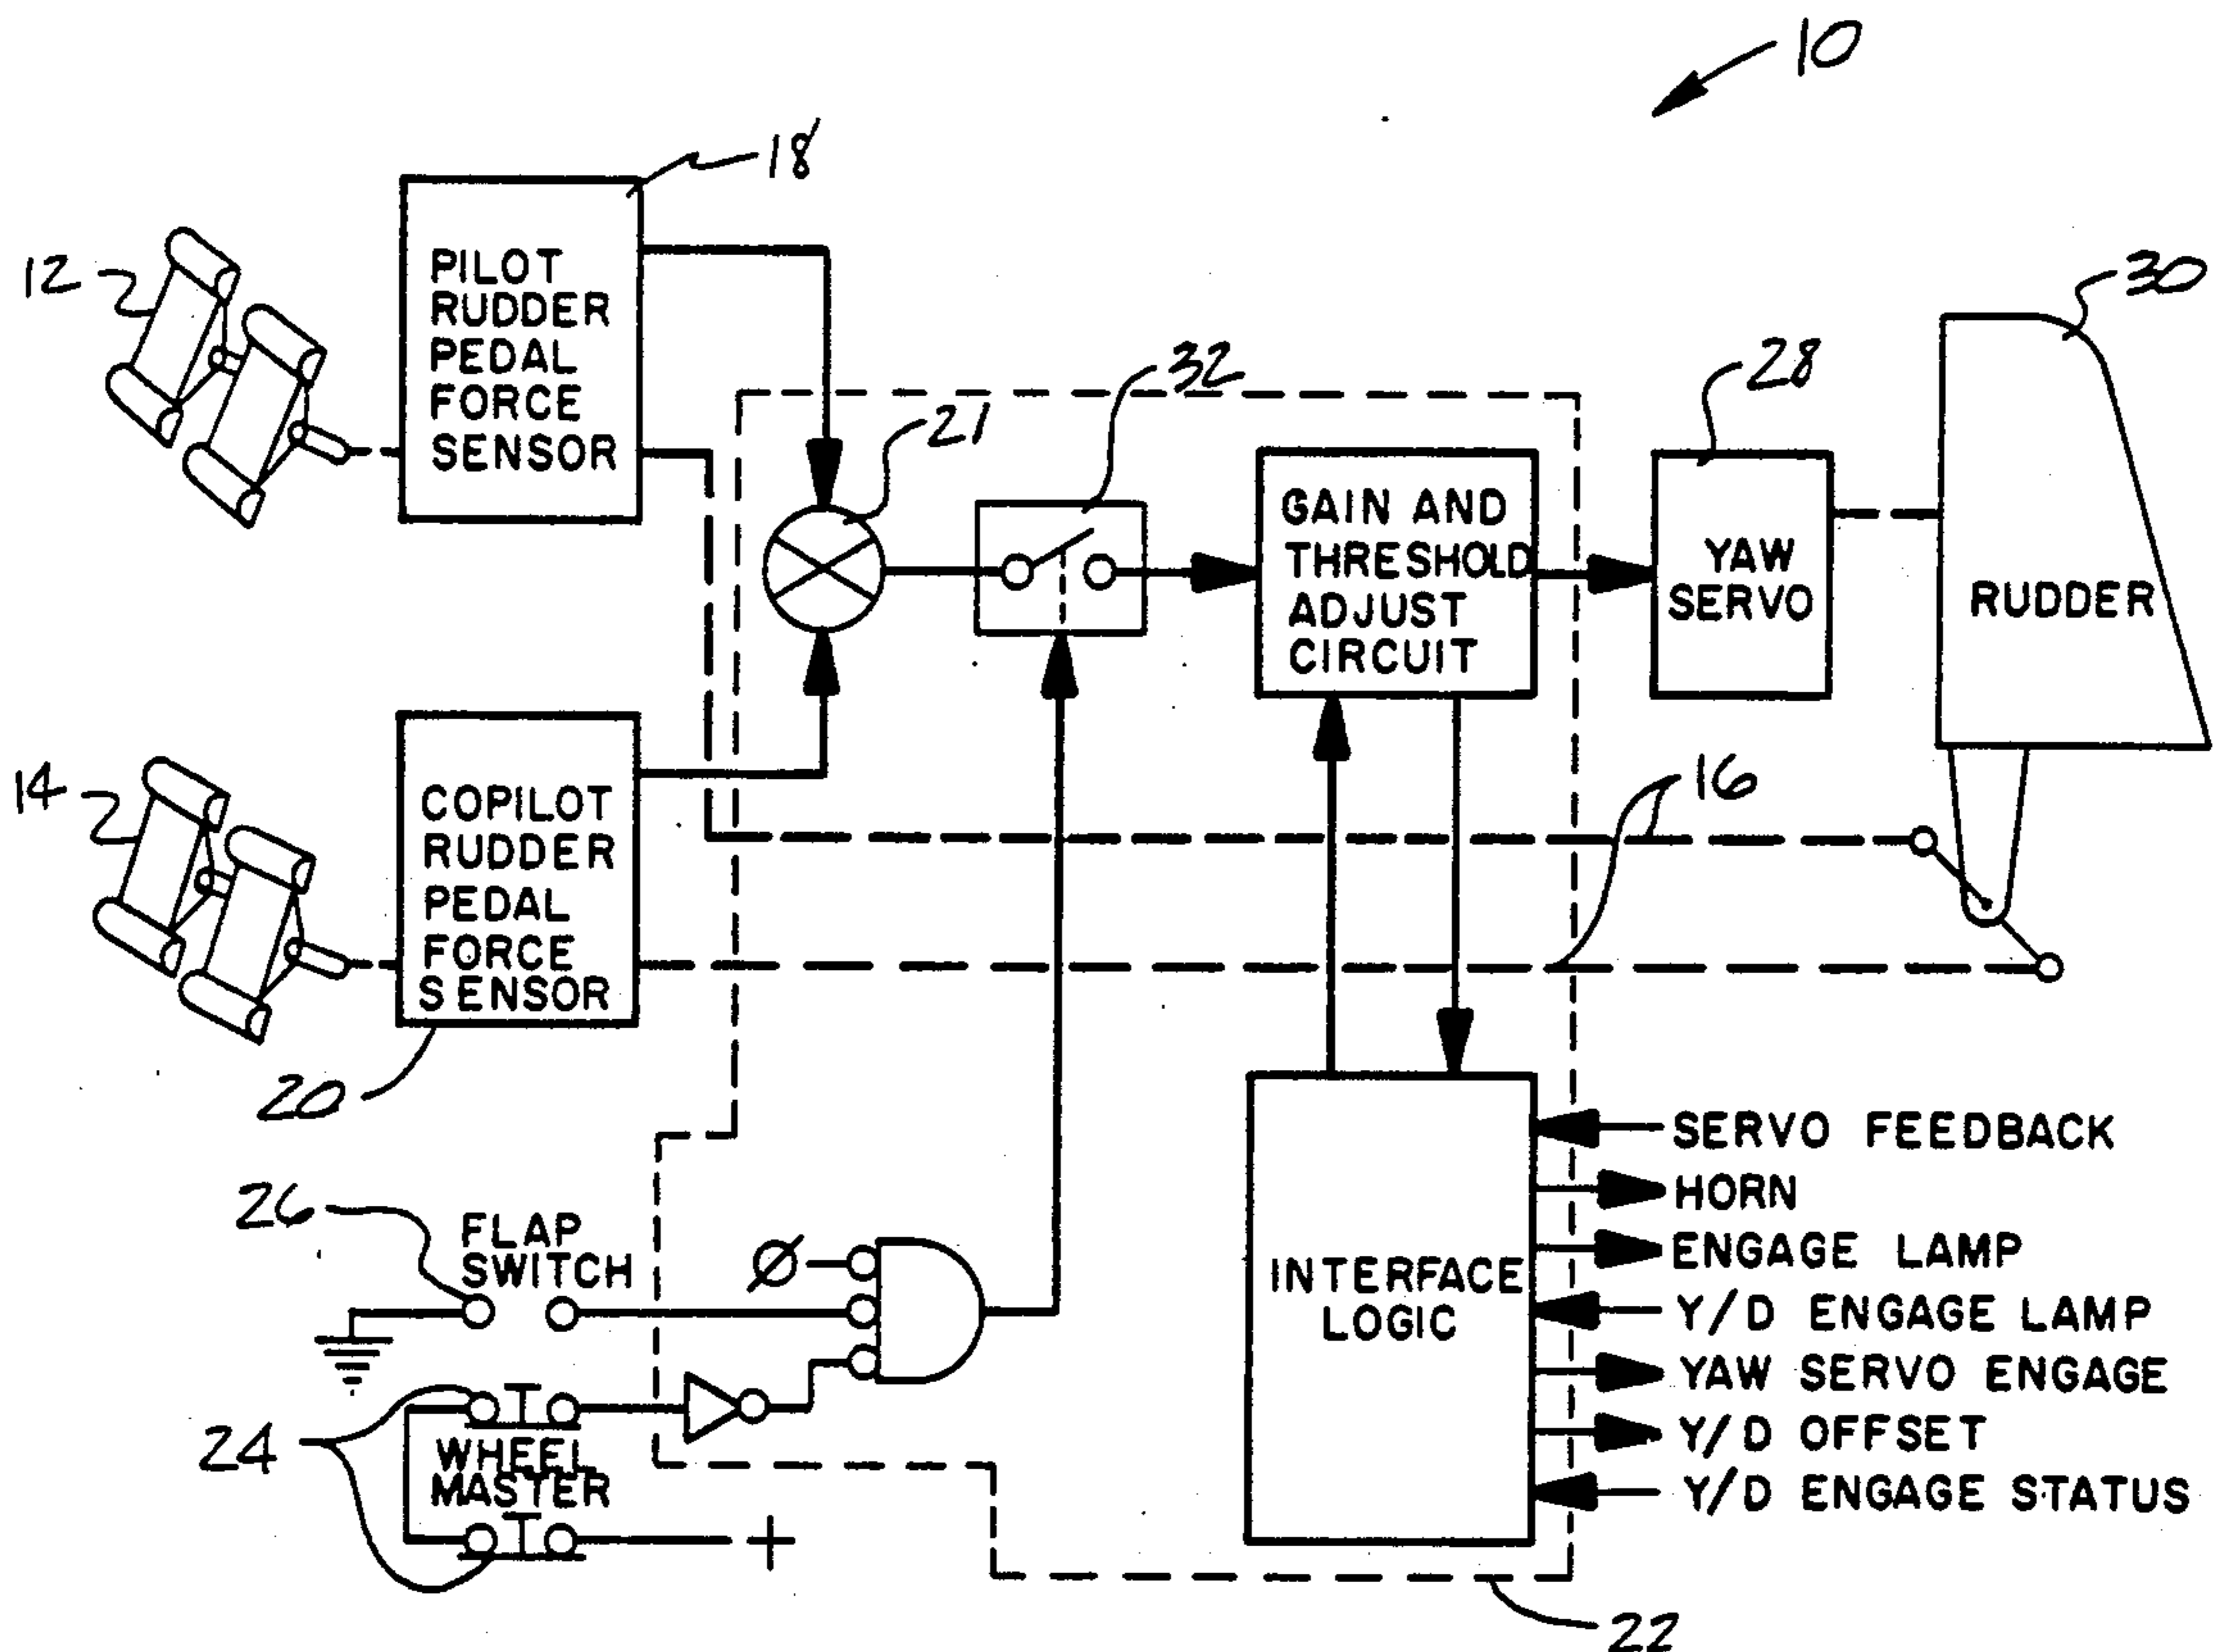 10
18
PILOT
RUDDER
PEDAL
FORCE
SENSOR
12
30
32
28
21
GAIN AND
THRESHOLD
ADJUST
CIRCUIT
YAW
SERVO
RUDDER
16
14
COPILOT
RUDDER
PEDAL
FORCE
SENSOR
20
SERVO FEEDBACK
HORN
ENGAGE LAMP
Y/D ENGAGE LAMP
YAW SERVO ENGAGE
Y/D OFFSET
Y/D ENGAGE STATUS
INTERFACE
LOGIC
26
FLAP
SWITCH
Ø
24
WHEEL
MASTER
+
22